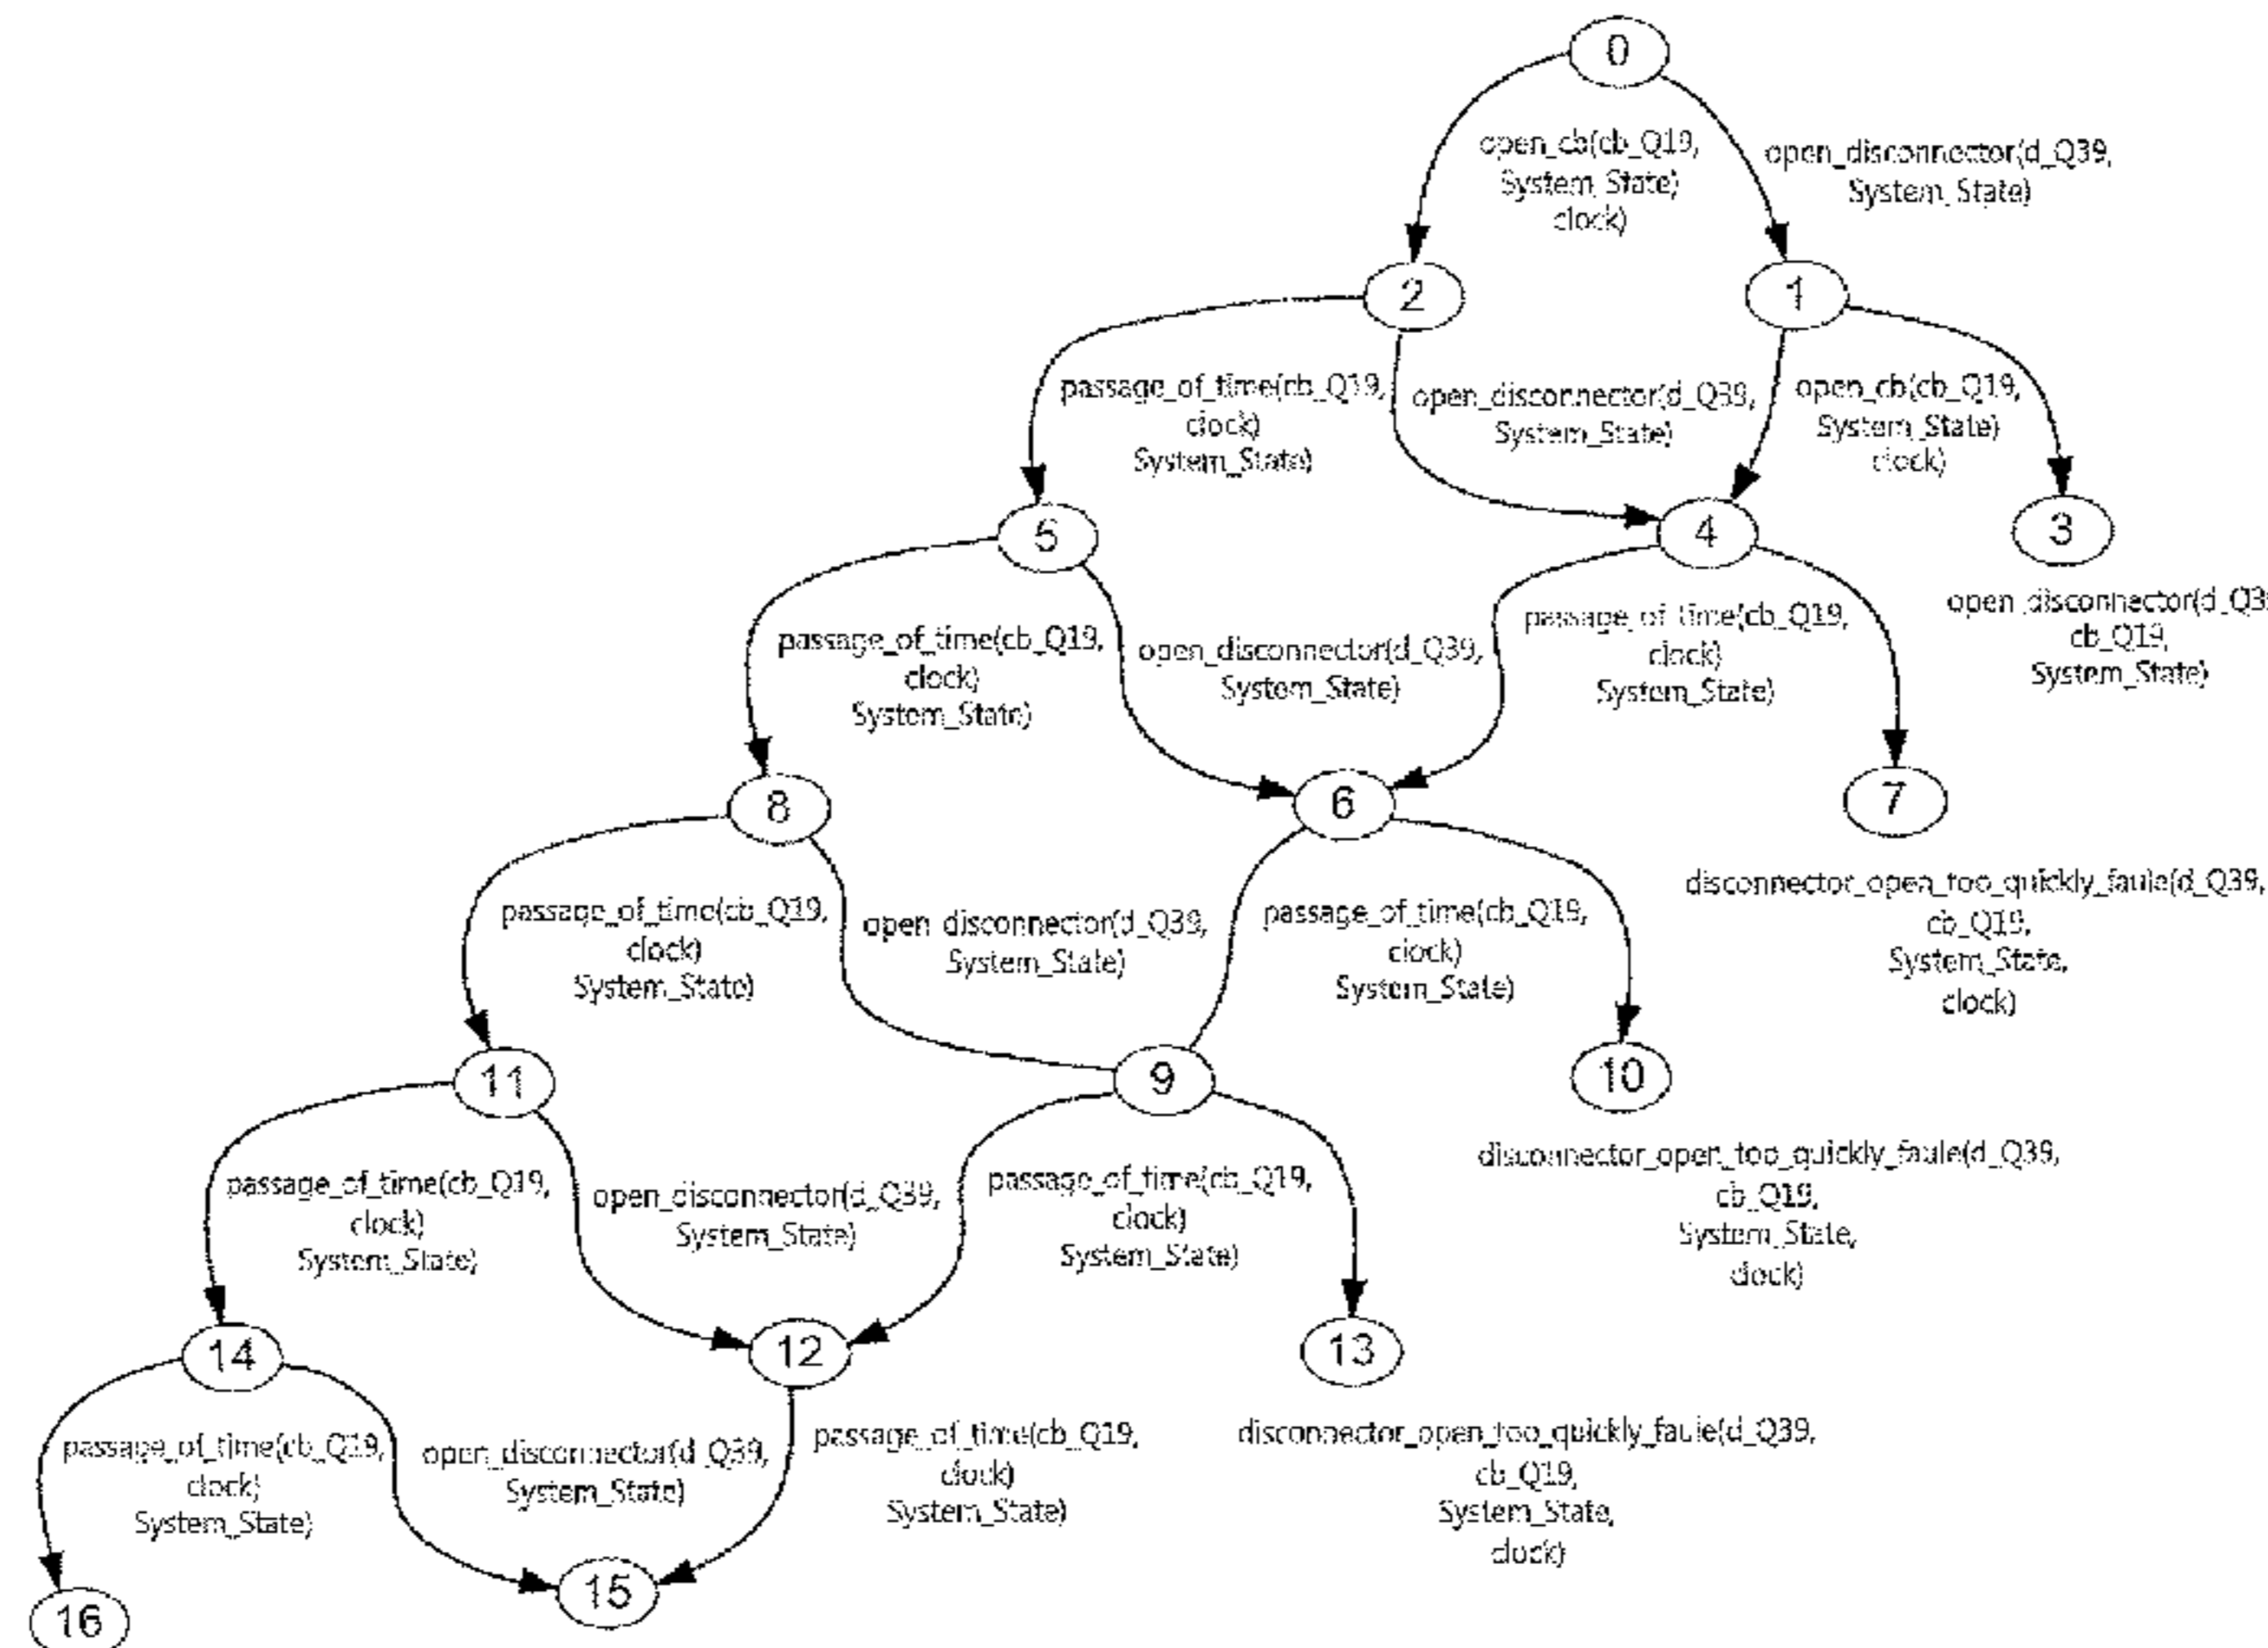 0
open_cb(cb_Q19,
System_State)
clock)
open_disconnector(d_Q39,
System_State)
2
1
passage_of_time(cb_Q19,
clock)
System_State)
open_disconnector(d_Q39,
System_State)
open_cb(cb_Q19,
System_State)
clock)
5
4
3
passage_of_time(cb_Q19,
clock)
System_State)
open_disconnector(d_Q39,
System_State)
passage_of_time(cb_Q19,
clock)
System_State)
open_disconnector(d_Q3
cb_Q19,
System_State)
8
6
7
passage_of_time(cb_Q19,
clock)
System_State)
open_disconnector(d_Q39,
System_State)
passage_of_time(cb_Q19,
clock)
System_State)
disconnector_open_too_quickly_faule(d_Q39,
cb_Q19,
System_State,
clock)
11
9
10
passage_of_time(cb_Q19,
clock)
System_State)
open_disconnector(d_Q39,
System_State)
passage_of_time(cb_Q19,
clock)
System_State)
disconnector_open_too_quickly_faule(d_Q39,
cb_Q19,
System_State,
clock)
14
12
13
passage_of_time(cb_Q19,
clock)
System_State)
open_disconnector(d_Q39,
System_State)
passage_of_time(cb_Q19,
clock)
System_State)
disconnector_open_too_quickly_faule(d_Q39,
cb_Q19,
System_State,
clock)
16
15